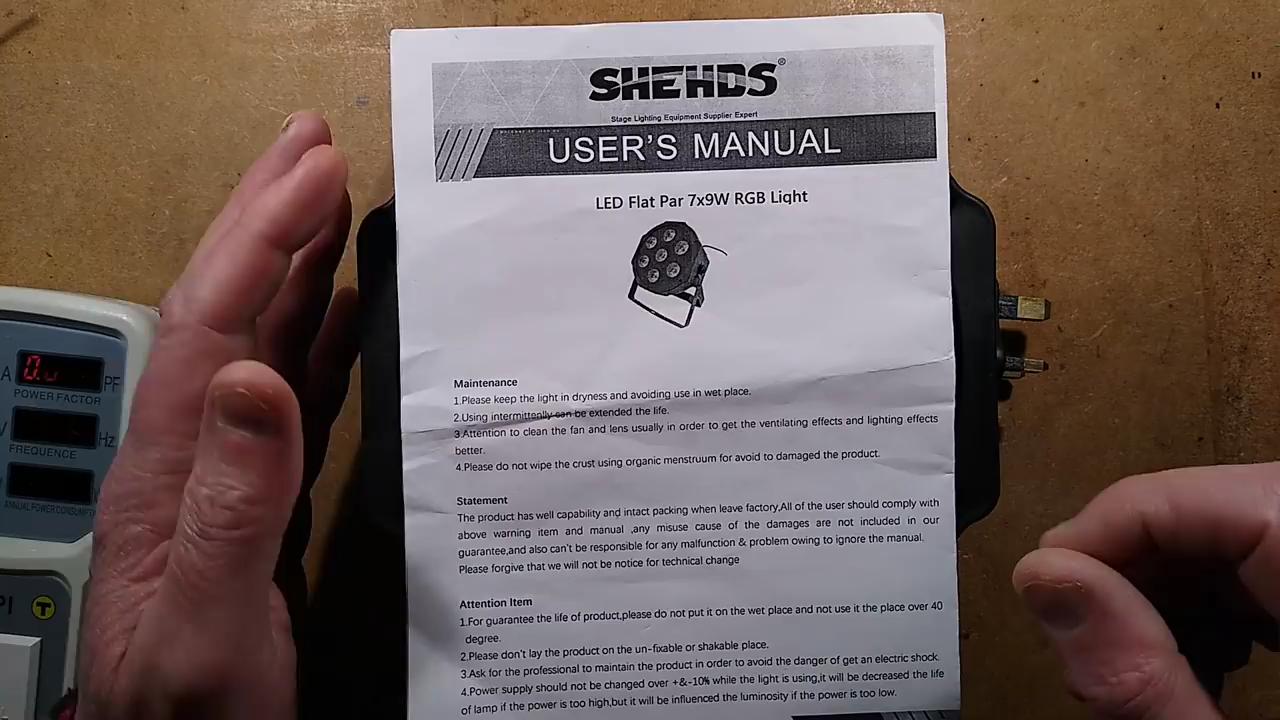 SHEHDS®
Stage Lighting Equipment Supplier Expert
USER'S MANUAL
LED Flat Par 7x9W RGB Light
Maintenance
1.Please keep the light in dryness and avoiding use in wet place.
2.Using intermittenlly can be extended the life.
3.Attention to clean the fan and lens usually in order to get the ventilating effects and lighting effects
better.
4.Please do not wipe the crust using organic menstruum for avoid to damaged the product.
Statement
The product has well capability and intact packing when leave factory,All of the user should comply with
above warning item and manual ,any misuse cause of the damages are not included in our
guarantee,and also can't be responsible for any malfunction & problem owing to ignore the manual.
Please forgive that we will not be notice for technical change
Attention Item
1.For guarantee the life of product,please do not put it on the wet place and not use it the place over 40
degree.
2.Please don't lay the product on the un-fixable or shakable place.
3.Ask for the professional to maintain the product in order to avoid the danger of get an electric shock.
4.Power supply should not be changed over +&-10% while the light is using,it will be decreased the life
of lamp if the power is too high,but it will be influenced the luminosity if the power is too low.
A PF
POWER FACTOR
V Hz
FREQUENCY
ANNUAL POWER CONSUMPTI
PI T